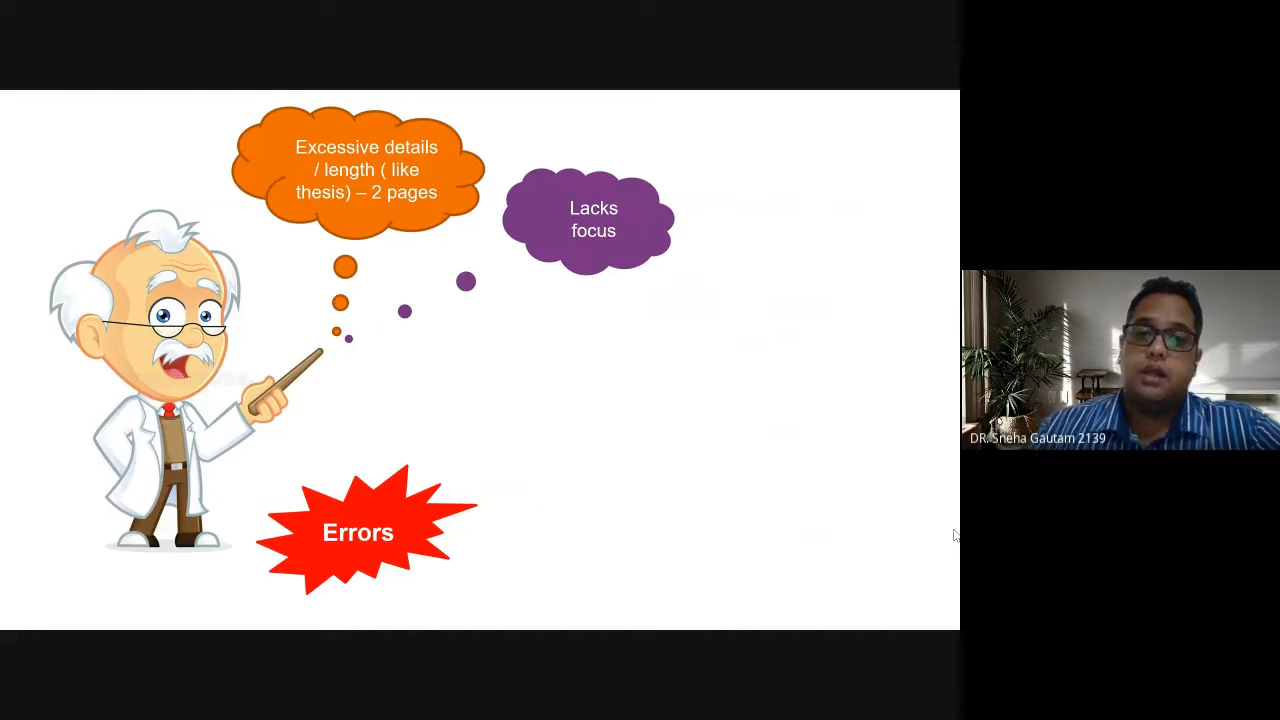 Excessive details
/ length ( like
thesis) – 2 pages
Lacks
focus
Errors
DR. Sneha Gautam 2139